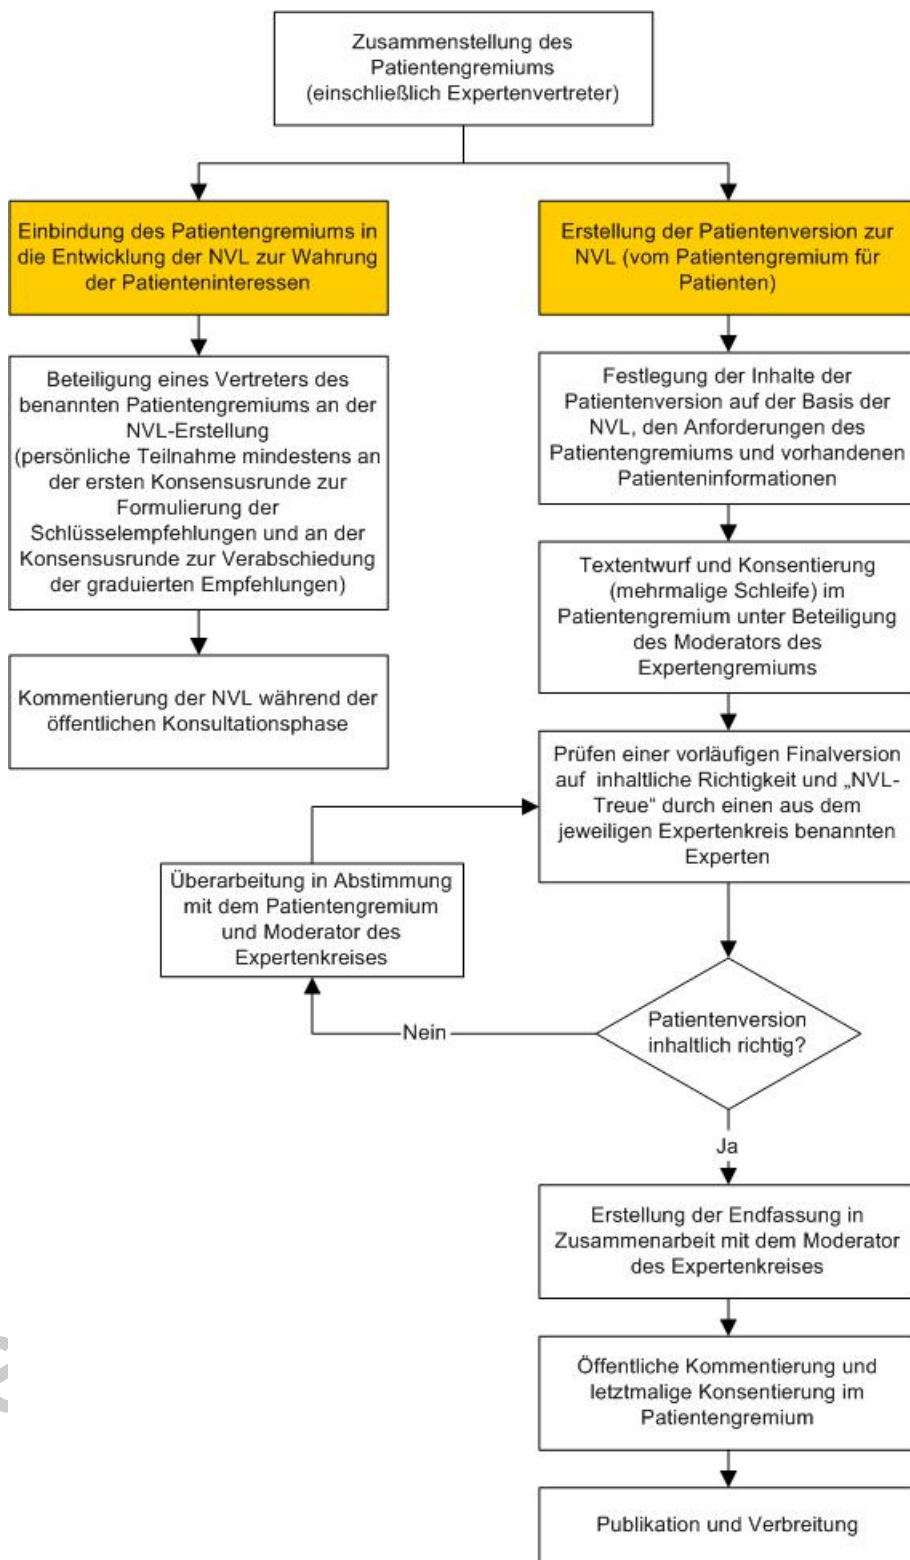 Zusammenstellung des
Patientengremiums
(einschließlich Expertenvertreter)
Einbindung des Patientengremiums in
die Entwicklung der NVL zur Wahrung
der Patienteninteressen
Beteiligung eines Vertreters des
benannten Patientengremiums an der
NVL-Erstellung
(persönliche Teilnahme mindestens an
der ersten Konsensusrunde zur
Formulierung der
Schlüsselempfehlungen und an der
Konsensusrunde zur Verabschiedung
der graduierten Empfehlungen)
Kommentierung der NVL während der
öffentlichen Konsultationsphase
Erstellung der Patientenversion zur
NVL (vom Patientengremium für
Patienten)
Festlegung der Inhalte der
Patientenversion auf der Basis der
NVL, den Anforderungen des
Patientengremiums und vorhandenen
Patienteninformationen
Textentwurf und Konsentierung
(mehrmalige Schleife) im
Patientengremium unter Beteiligung
des Moderators des
Expertengremiums
Prüfen einer vorläufigen Finalversion
auf inhaltliche Richtigkeit und „NVL-
Treue“ durch einen aus dem
jeweiligen Expertenkreis benannten
Experten
Überarbeitung in Abstimmung
mit dem Patientengremium
und Moderator des
Expertenkreises
Patientenversion
inhaltlich richtig?
Nein
Ja
Erstellung der Endfassung in
Zusammenarbeit mit dem Moderator
des Expertenkreises
Öffentliche Kommentierung und
letztmalige Konsentierung im
Patientengremium
Publikation und Verbreitung